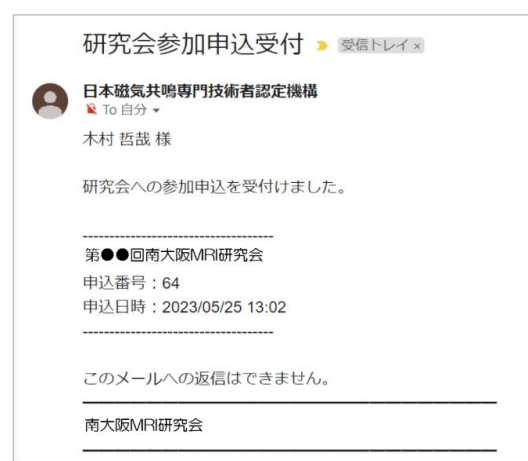 研究会参加申込受付 受信トレイ ×
日本磁気共鳴専門技術者認定機構
To 自分
木村 哲哉 様
研究会への参加申込を受付けました。
-----------------------------------
第●●回南大阪MRI研究会
申込番号：64
申込日時：2023/05/25 13:02
-----------------------------------
このメールへの返信はできません。
南大阪MRI研究会